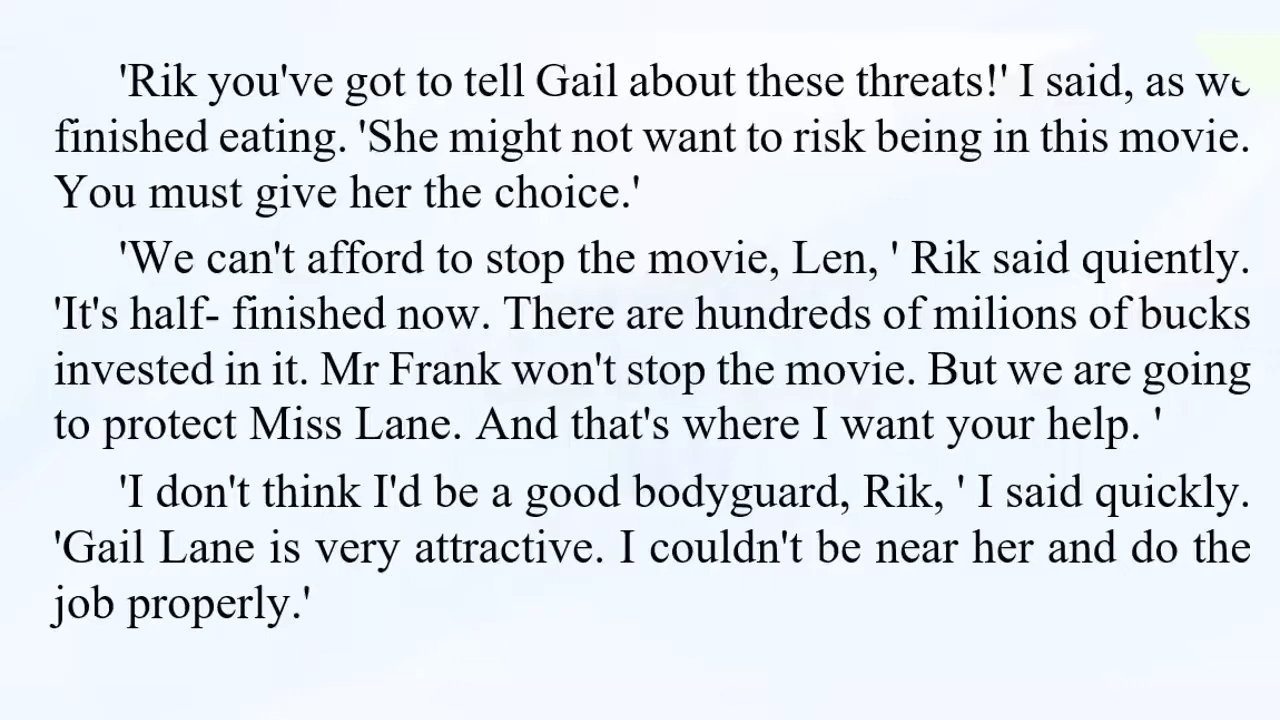 'Rik you've got to tell Gail about these threats!' I said, as we
finished eating. 'She might not want to risk being in this movie.
You must give her the choice.'
'We can't afford to stop the movie, Len, ' Rik said quiently.
'It's half- finished now. There are hundreds of milions of bucks
invested in it. Mr Frank won't stop the movie. But we are going
to protect Miss Lane. And that's where I want your help. '
'I don't think I'd be a good bodyguard, Rik, ' I said quickly.
'Gail Lane is very attractive. I couldn't be near her and do the
job properly.'